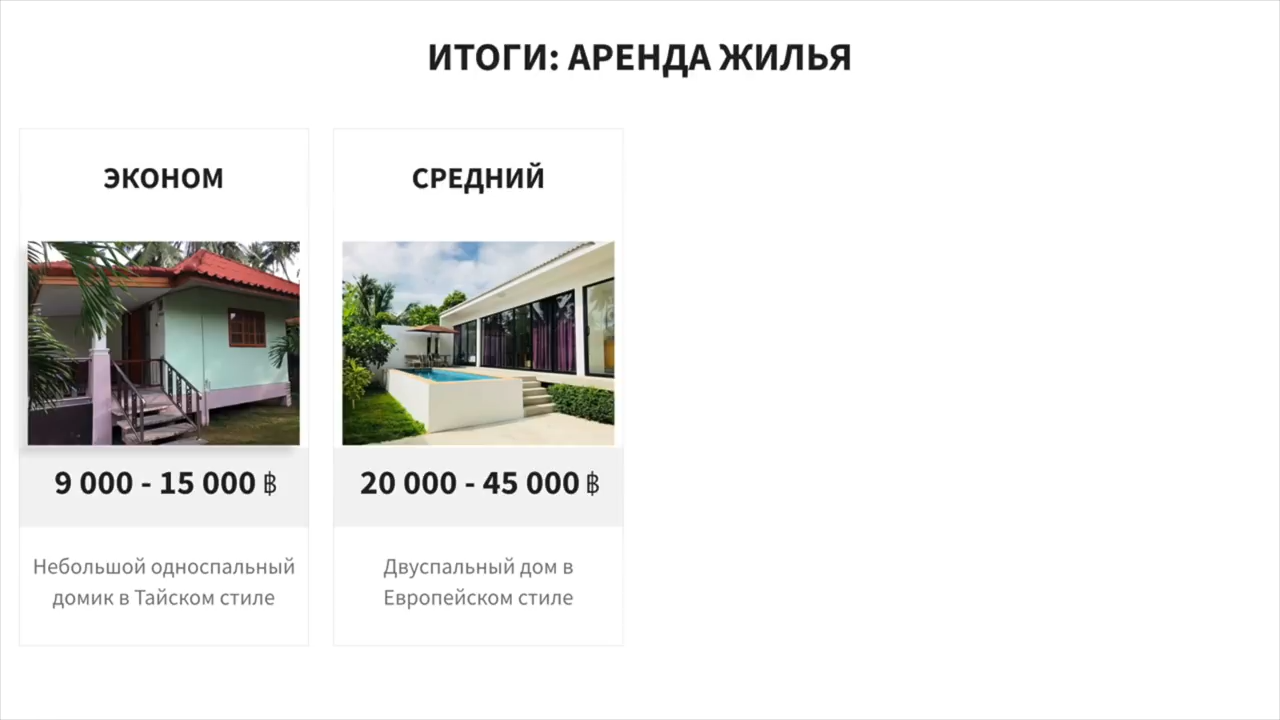 ИТОГИ: АРЕНДА ЖИЛЬЯ
ЭКОНОМ
9 000 - 15 000 ฿
Небольшой односпальный
домик в Тайском стиле
СРЕДНИЙ
20 000 - 45 000 ฿
Двуспальный дом в
Европейском стиле